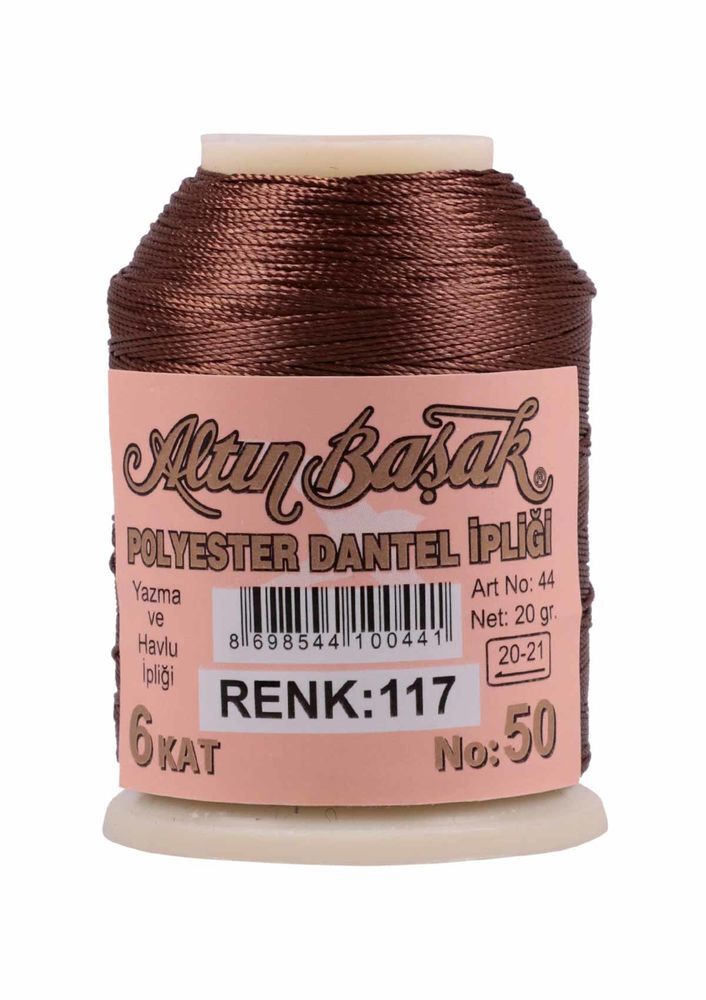 Altın Başak®
POLYESTER DANTEL İPLİĞİ
Yazma
ve
Havlu
İpliği
8 698544 100441
Art No: 44
Net: 20 gr.
20-21
RENK:117
6 KAT
No: 50